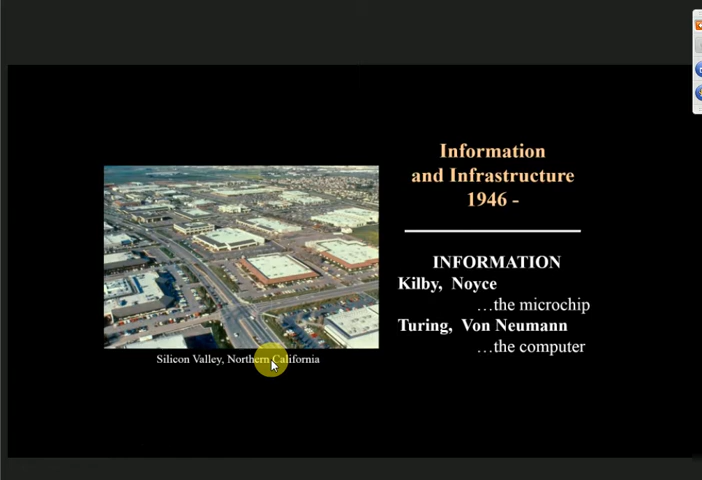 Information
and Infrastructure
1946 -
INFORMATION
Kilby, Noyce
…the microchip
Turing, Von Neumann
…the computer
Silicon Valley, Northern California